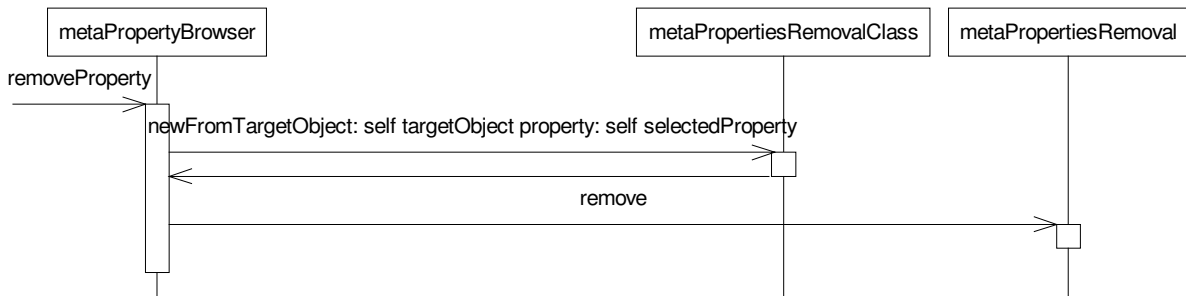 metaPropertyBrowser
metaPropertiesRemovalClass
metaPropertiesRemoval
removeProperty
newFromTargetObject: self targetObject property: self selectedProperty
remove